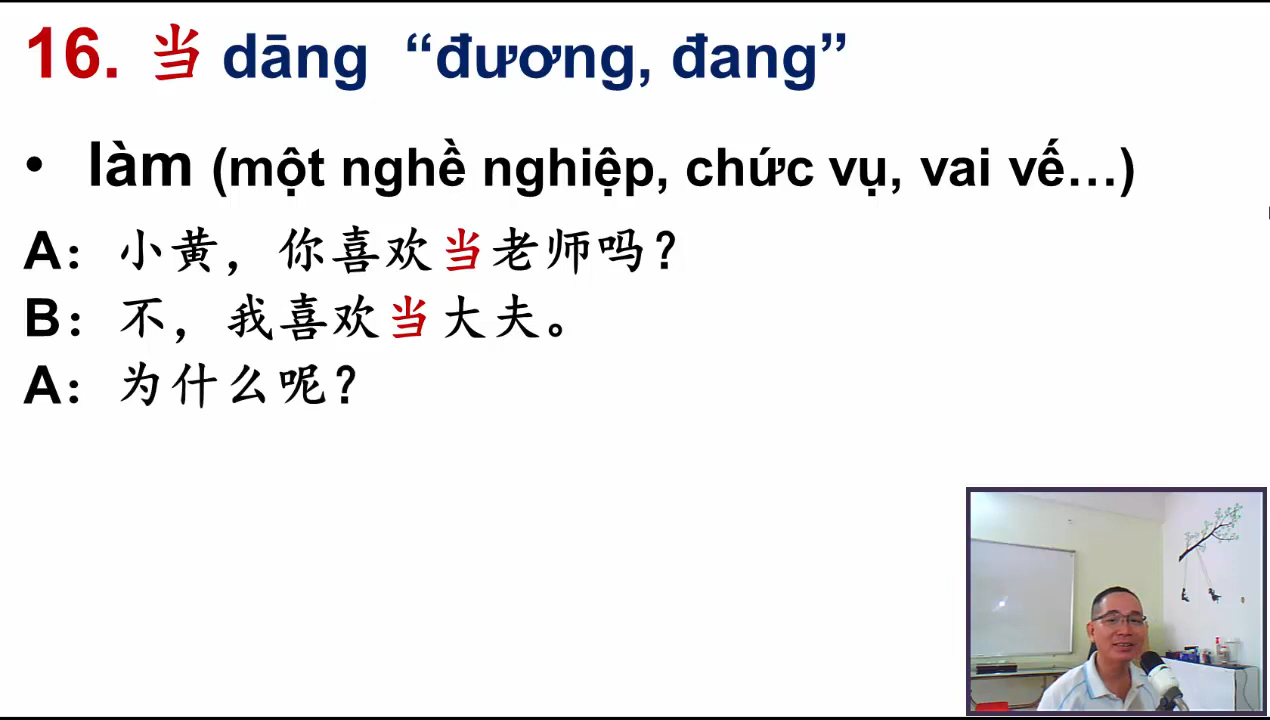 16. 当 dāng “đương, đang”
• làm (một nghề nghiệp, chức vụ, vai vế…)
A：小黄，你喜欢当老师吗？
B：不，我喜欢当大夫。
A：为什么呢？